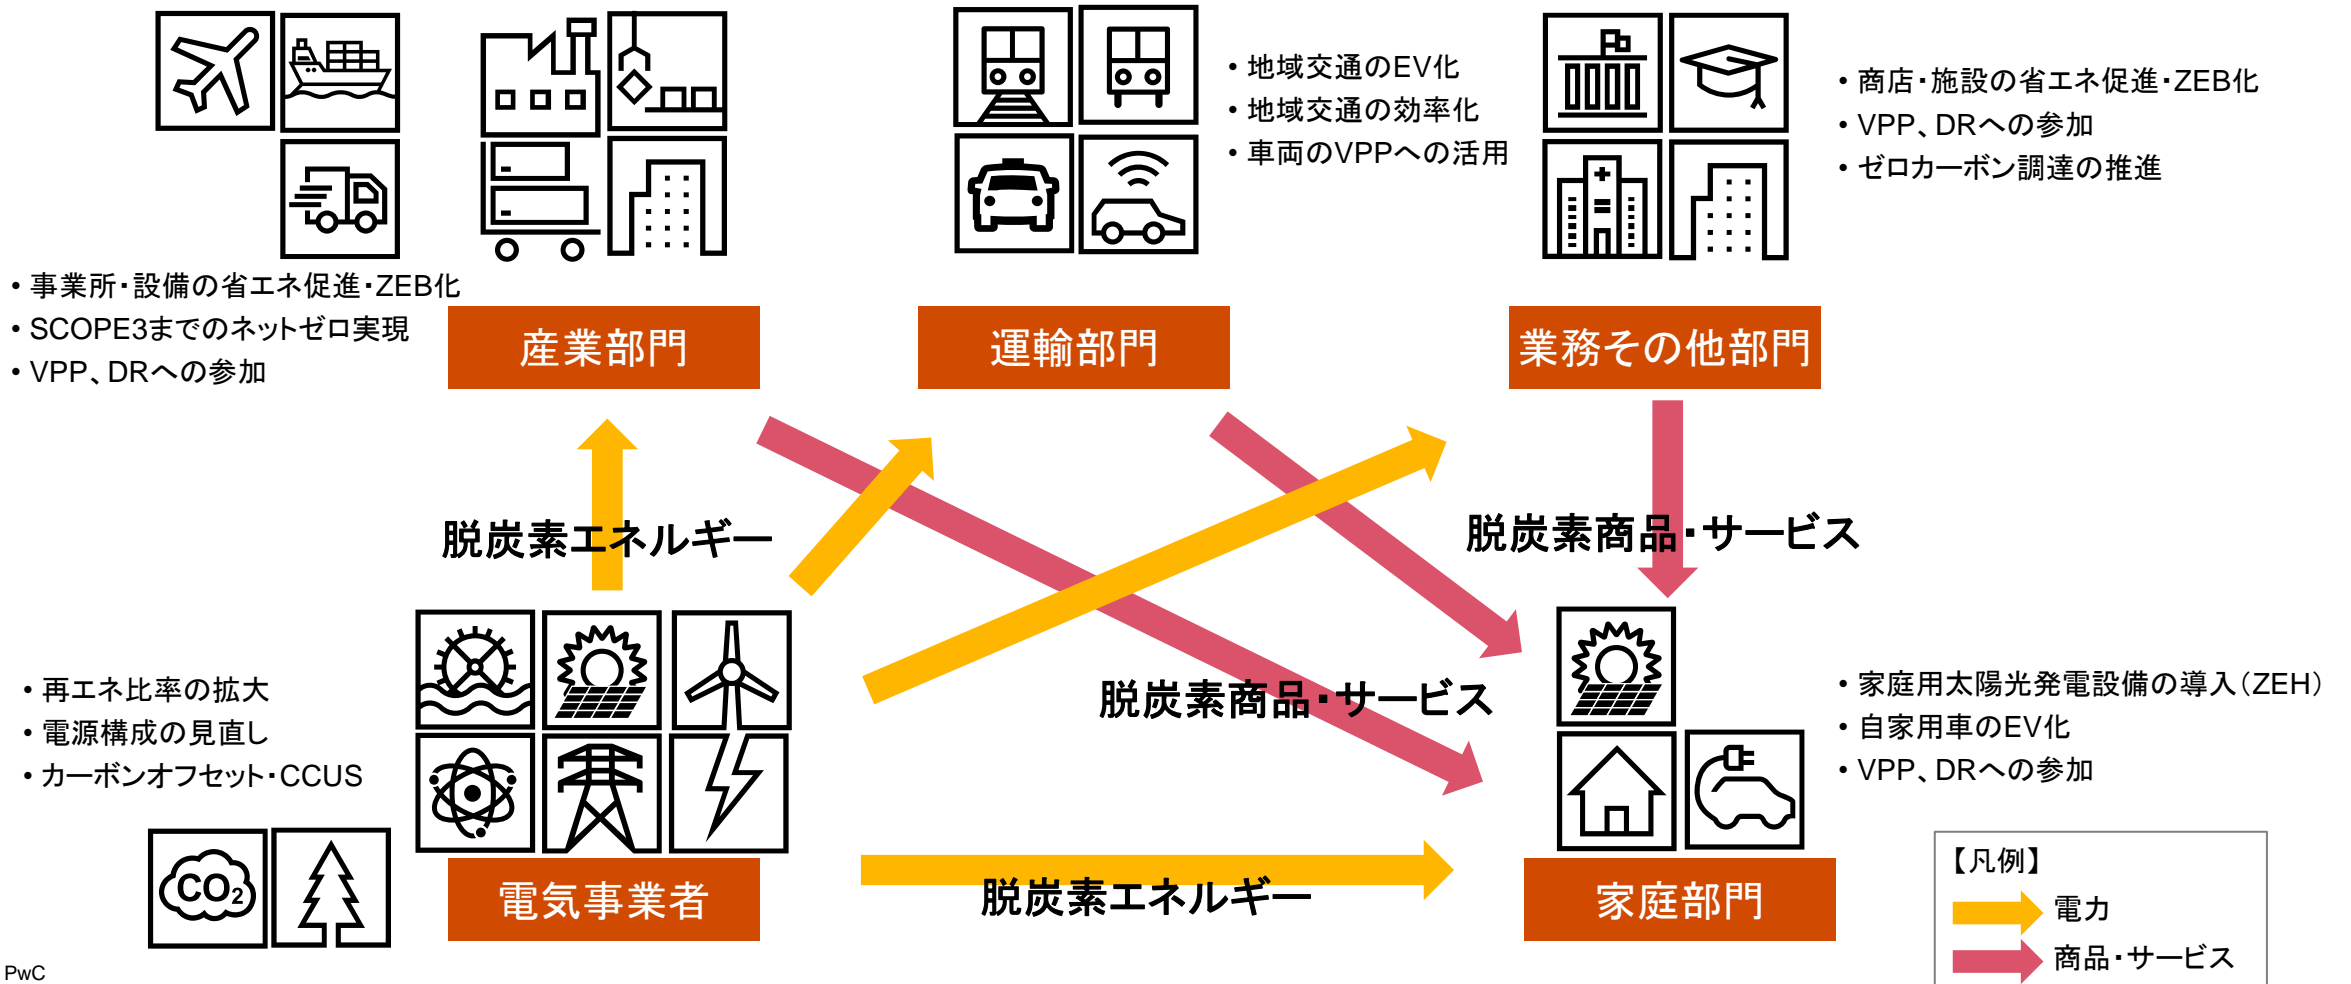 • 地域交通のEV化
• 地域交通の効率化
• 車両のVPPへの活用
• 商店・施設の省エネ促進・ZEB化
• VPP、DRへの参加
• ゼロカーボン調達の推進
• 事業所・設備の省エネ促進・ZEB化
• SCOPE3までのネットゼロ実現
• VPP、DRへの参加
産業部門
運輸部門
業務その他部門
脱炭素エネルギー
脱炭素商品・サービス
脱炭素商品・サービス
• 再エネ比率の拡大
• 電源構成の見直し
• カーボンオフセット・CCUS
• 家庭用太陽光発電設備の導入（ZEH）
• 自家用車のEV化
• VPP、DRへの参加
CO2
電気事業者
脱炭素エネルギー
家庭部門
【凡例】
電力
商品・サービス
PwC